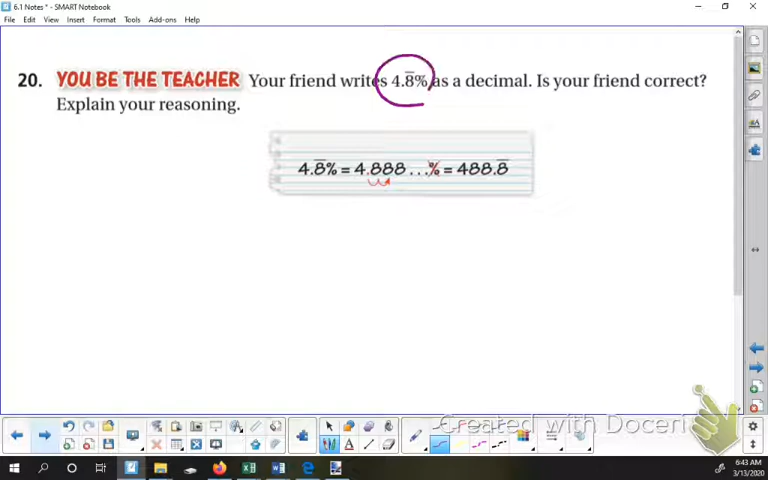 6.1 Notes * - SMART Notebook
File Edit View Insert Format Tools Add-ons Help
20. YOU BE THE TEACHER Your friend writes 4.8̅% as a decimal. Is your friend correct?
Explain your reasoning.
4.8̅% = 4.888 . . .% = 488.8̅
Created with Doceri
6:43 AM
3/13/2020